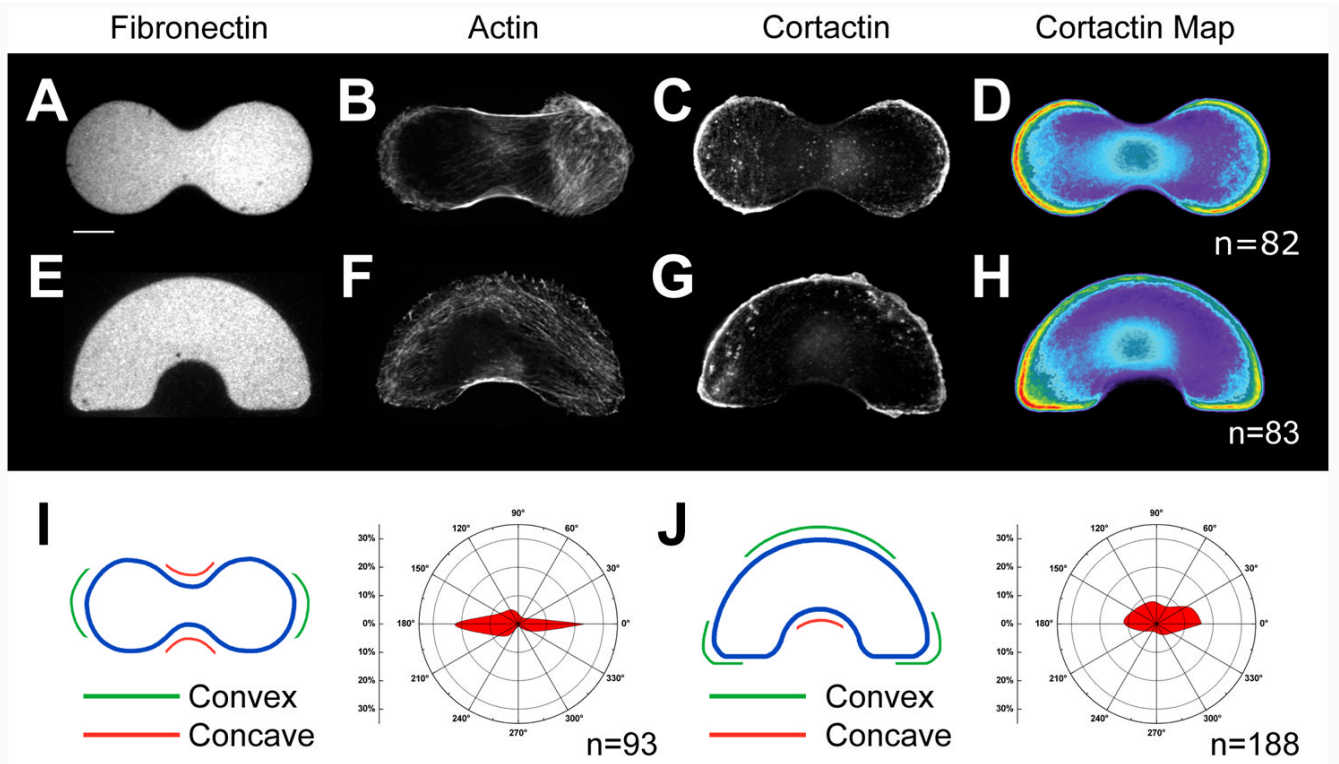 Fibronectin Actin Cortactin Cortactin Map
A B C D
n=82
E F G H
n=83
I J
90° 90°
120° 60° 120° 60°
30% 30%
20% 150° 30° 20% 150° 30°
10% 10%
0% 180° 0° 0% 180° 0°
10% 10%
20% 210° 330° 20% 210° 330°
30% 30%
240° 300° 240° 300°
270° 270°
Convex Convex
Concave Concave
n=93 n=188